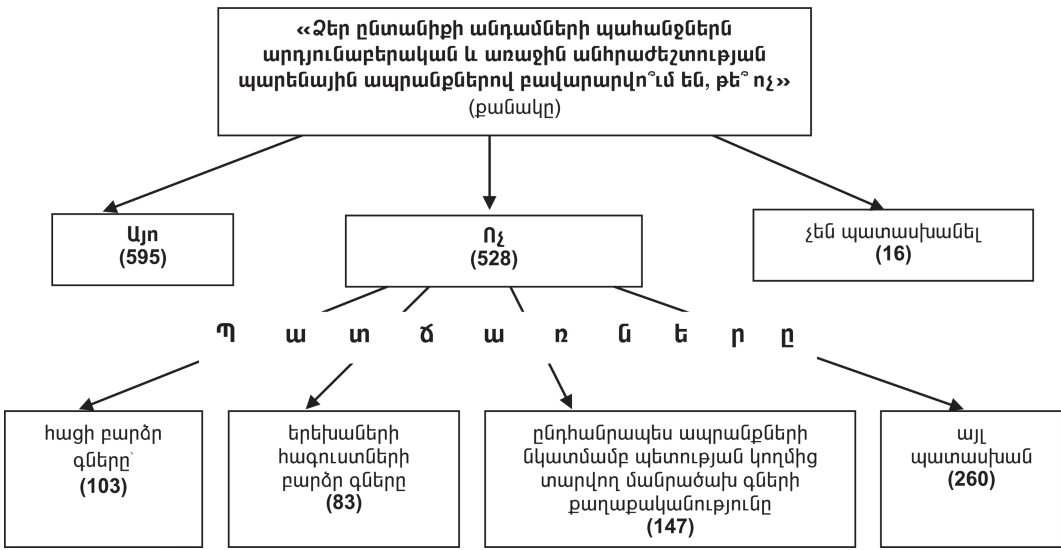 «Ձեր ընտանիքի անդամների պահանջներն
արդյունաբերական և առաջին անհրաժեշտության
պարենային ապրանքներով բավարարվո՞ւմ են, թե՞ ոչ»
(քանակը)
Այո
(595)
Ոչ
(528)
չեն պատասխանել
(16)
Պատճառները
հացի բարձր
գները՝
(103)
երեխաների
հագուստների
բարձր գները
(83)
ընդհանրապես ապրանքների
նկատմամբ պետության կողմից
տարվող մանրածախ գների
քաղաքականությունը
(147)
այլ
պատասխան
(260)